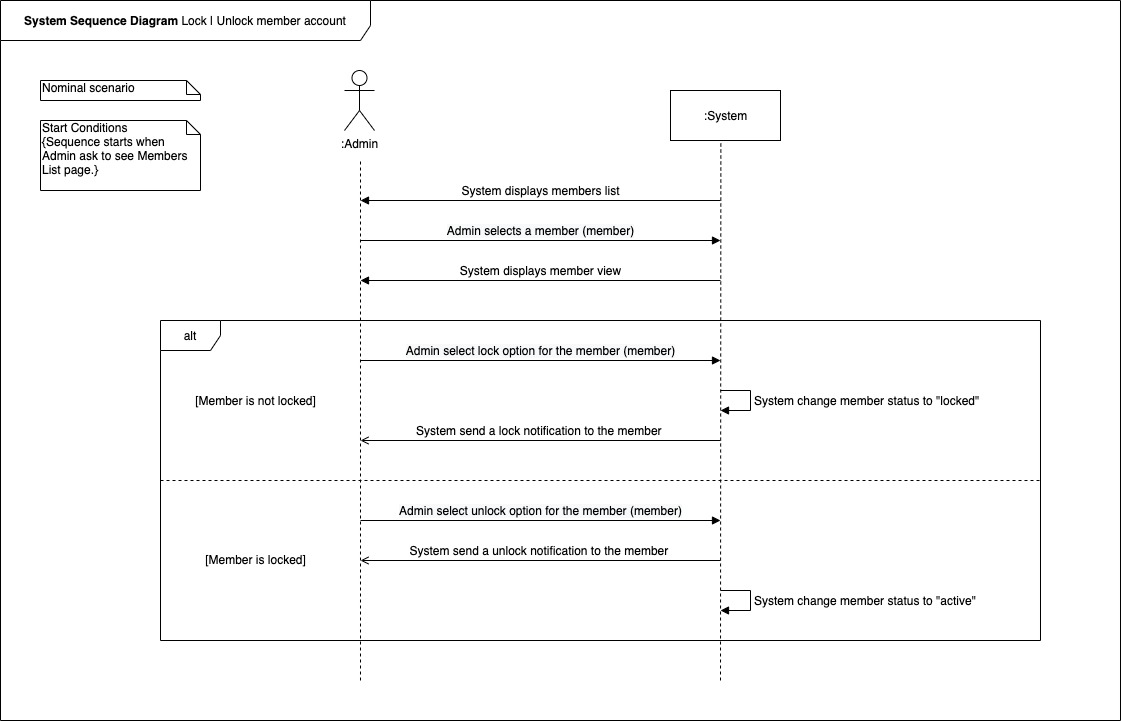 System Sequence Diagram Lock | Unlock member account
Nominal scenario
Start Conditions
{Sequence starts when
Admin ask to see Members
List page.}
:Admin
:System
System displays members list
Admin selects a member (member)
System displays member view
alt
Admin select lock option for the member (member)
[Member is not locked]
System change member status to "locked"
System send a lock notification to the member
Admin select unlock option for the member (member)
System send a unlock notification to the member
[Member is locked]
System change member status to "active"